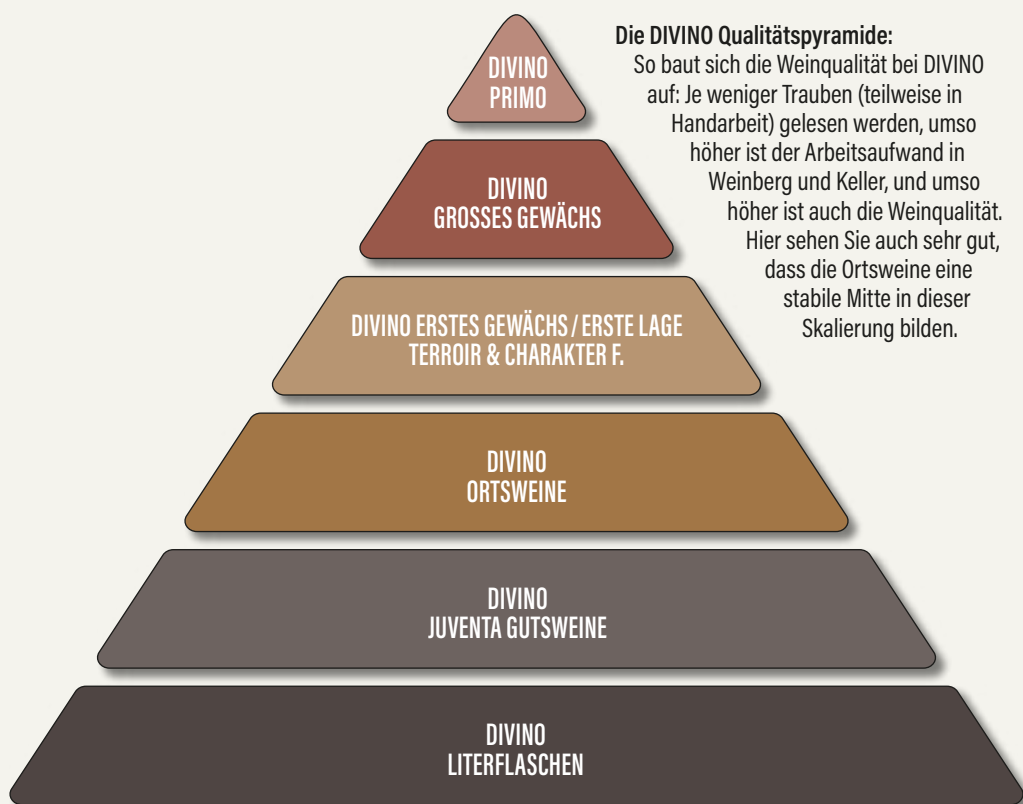 DIVINO
PRIMO
Die DIVINO Qualitätspyramide:
So baut sich die Weinqualität bei DIVINO
auf: Je weniger Trauben (teilweise in
Handarbeit) gelesen werden, umso
höher ist der Arbeitsaufwand in
Weinberg und Keller, und umso
höher ist auch die Weinqualität.
Hier sehen Sie auch sehr gut,
dass die Ortsweine eine
stabile Mitte in dieser
Skalierung bilden.
DIVINO
GROSSES GEWÄCHS
DIVINO ERSTES GEWÄCHS / ERSTE LAGE
TERROIR & CHARAKTER F.
DIVINO
ORTSWEINE
DIVINO
JUVENTA GUTSWEINE
DIVINO
LITERFLASCHEN